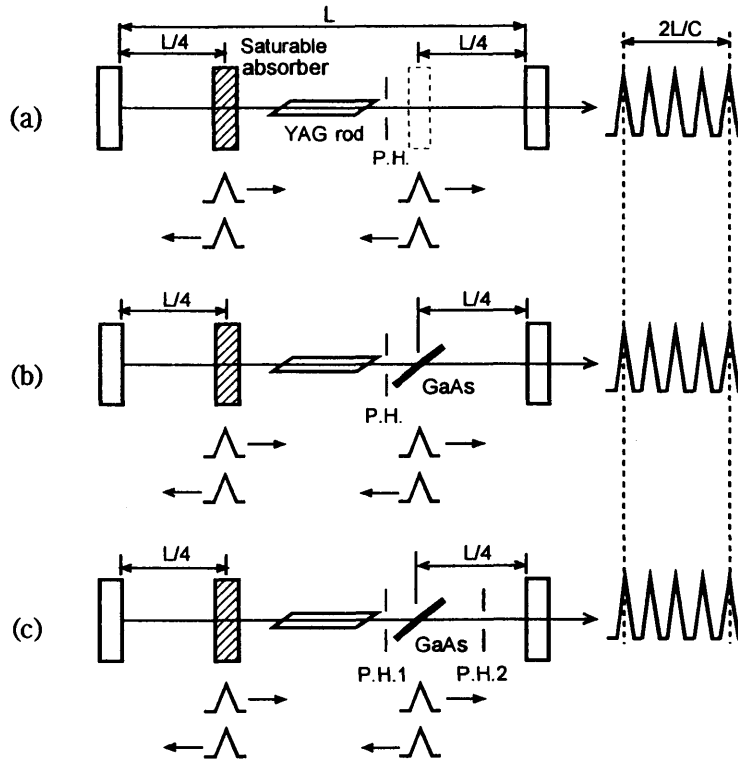 L
L/4
Saturable
absorber
L/4
2L/C
(a)
YAG rod
P.H.
L/4
L/4
(b)
GaAs
P.H.
L/4
L/4
(c)
GaAs
P.H.1
P.H.2